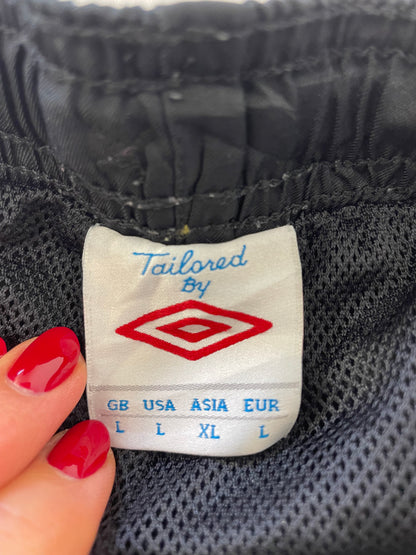 Tailored
By
GB USA ASIA EUR
L L XL L